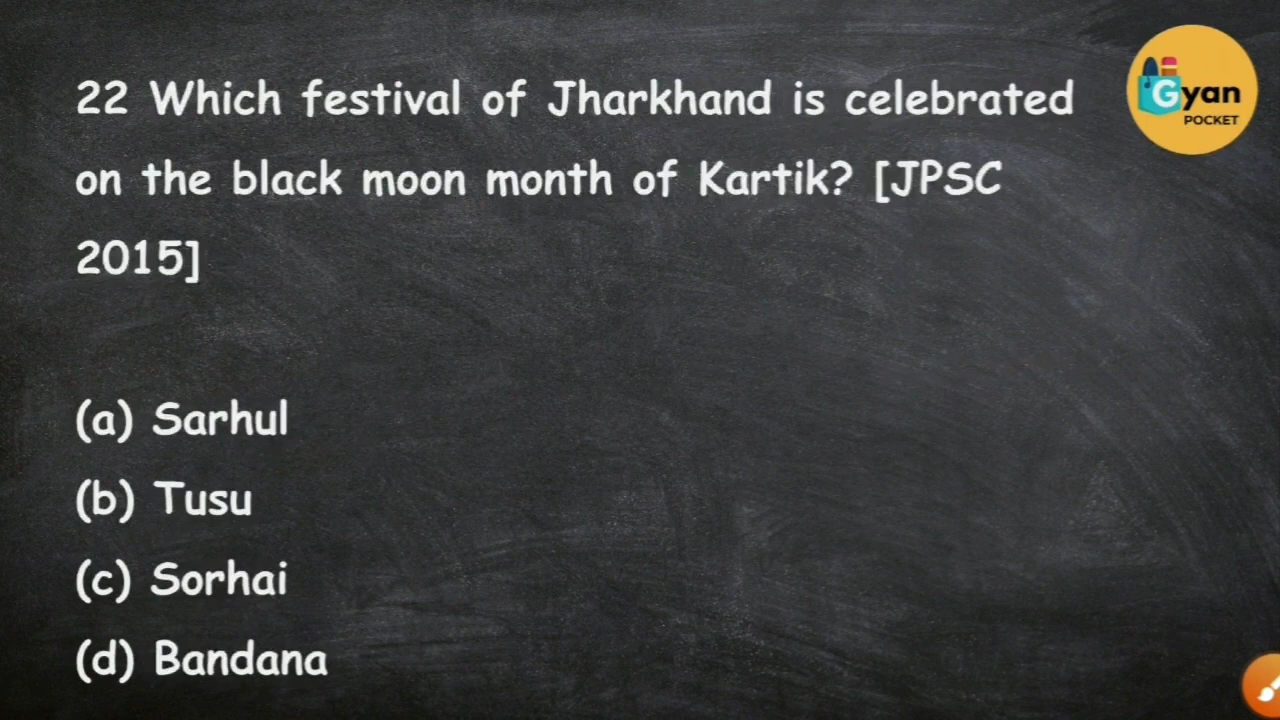 22 Which festival of Jharkhand is celebrated
on the black moon month of Kartik? [JPSC
2015]
Gyan
POCKET
(a) Sarhul
(b) Tusu
(c) Sorhai
(d) Bandana